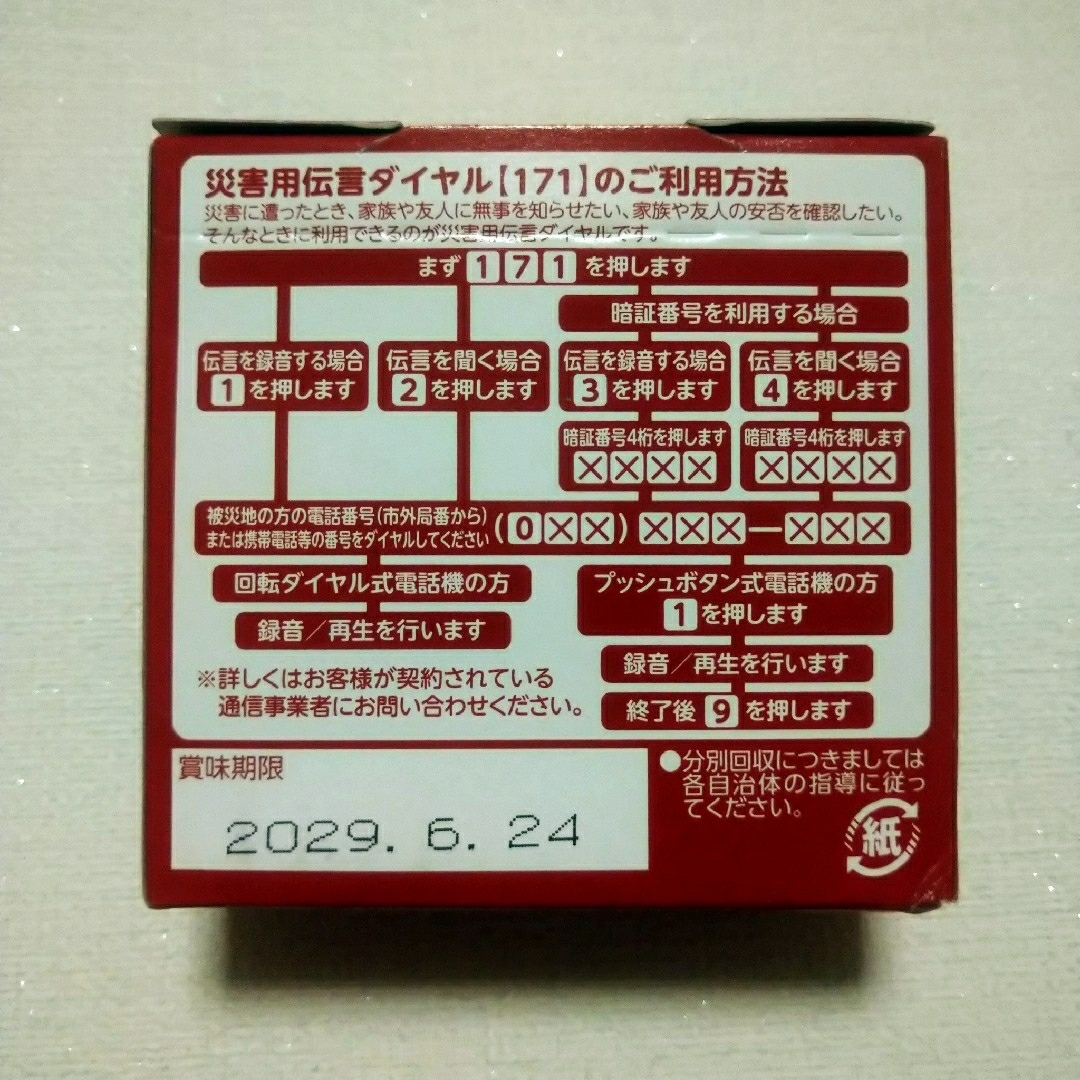 災害用伝言ダイヤル【171】のご利用方法
災害に遭ったとき、家族や友人に無事を知らせたい、家族や友人の安否を確認したい。
そんなときに利用できるのが災害用伝言ダイヤルです。
まず171を押します
暗証番号を利用する場合
伝言を録音する場合
1を押します
伝言を聞く場合
2を押します
伝言を録音する場合
3を押します
伝言を聞く場合
4を押します
暗証番号4桁を押します
××××
暗証番号4桁を押します
××××
被災地の方の電話番号(市外局番から)
または携帯電話等の番号をダイヤルしてください
(0××)×××―×××
回転ダイヤル式電話機の方
録音/再生を行います
プッシュボタン式電話機の方
1を押します
録音/再生を行います
終了後9を押します
※詳しくはお客様が契約されている
通信事業者にお問い合わせください。
賞味期限
2029. 6. 24
●分別回収につきましては
各自治体の指導に従っ
てください。
紙